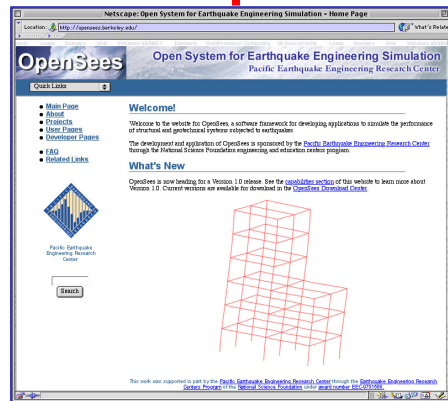 Netscape: Open System for Earthquake Engineering Simulation - Home Page
Location: http://opensees.berkeley.edu/
What's Rela
OpenSees
Open System for Earthquake Engineering Simulation
Pacific Earthquake Engineering Research Center
Quick Links
Main Page
About
Projects
User Pages
Developer Pages
FAQ
Related Links
Pacific Earthquake
Engineering Research
Center
Search
Welcome!
Welcome to the website for OpenSees, a software framework for developing applications to simulate the performance
of structural and geotechnical systems subjected to earthquakes.
The development and application of OpenSees is sponsored by the Pacific Earthquake Engineering Research Center
through the National Science Foundation engineering and education centers program.
What's New
OpenSees is now heading for a Version 1.0 release. See the capabilities section of this website to learn more about
Version 1.0. Current versions are available for download in the OpenSees Download Center.
This work was supported in part by the Pacific Earthquake Engineering Research Center through the Earthquake Engineering Research
Centers Program of the National Science Foundation under award number EEC-9701568.